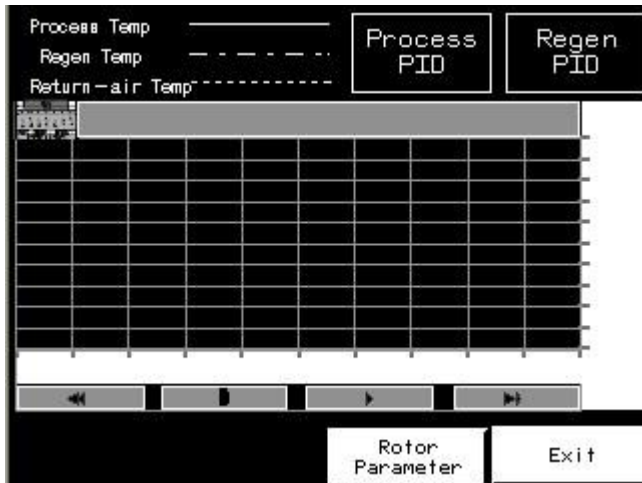 Process Temp
Regen Temp
Return-air Temp
Process
PID
Regen
PID
Rotor
Parameter
Exit